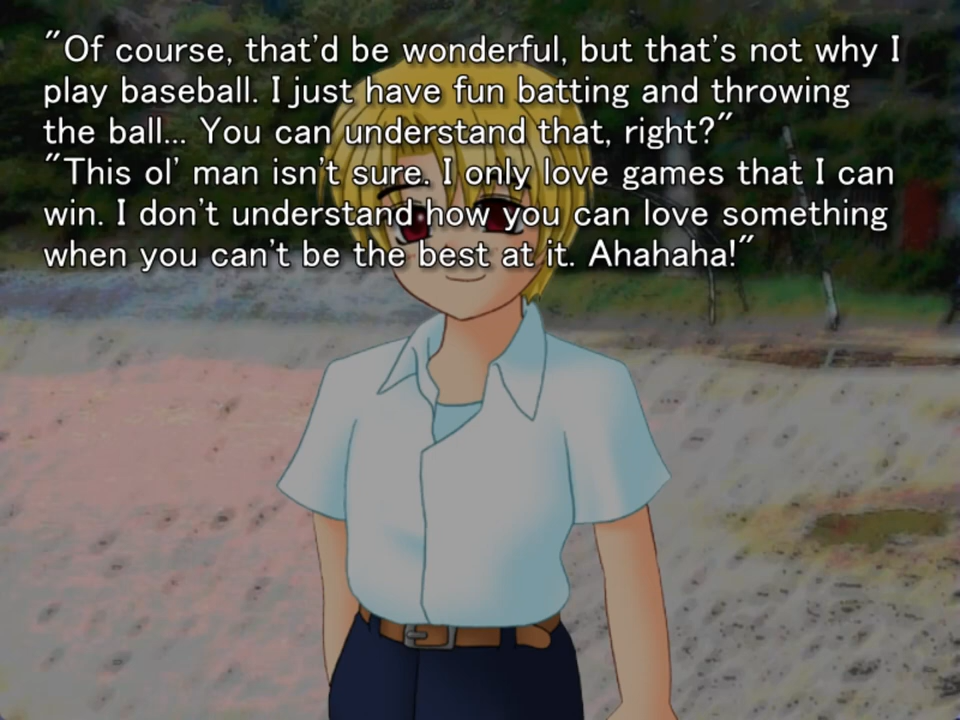 "Of course, that'd be wonderful, but that's not why I
play baseball. I just have fun batting and throwing
the ball... You can understand that, right?"
"This ol' man isn't sure. I only love games that I can
win. I don't understand how you can love something
when you can't be the best at it. Ahahaha!"